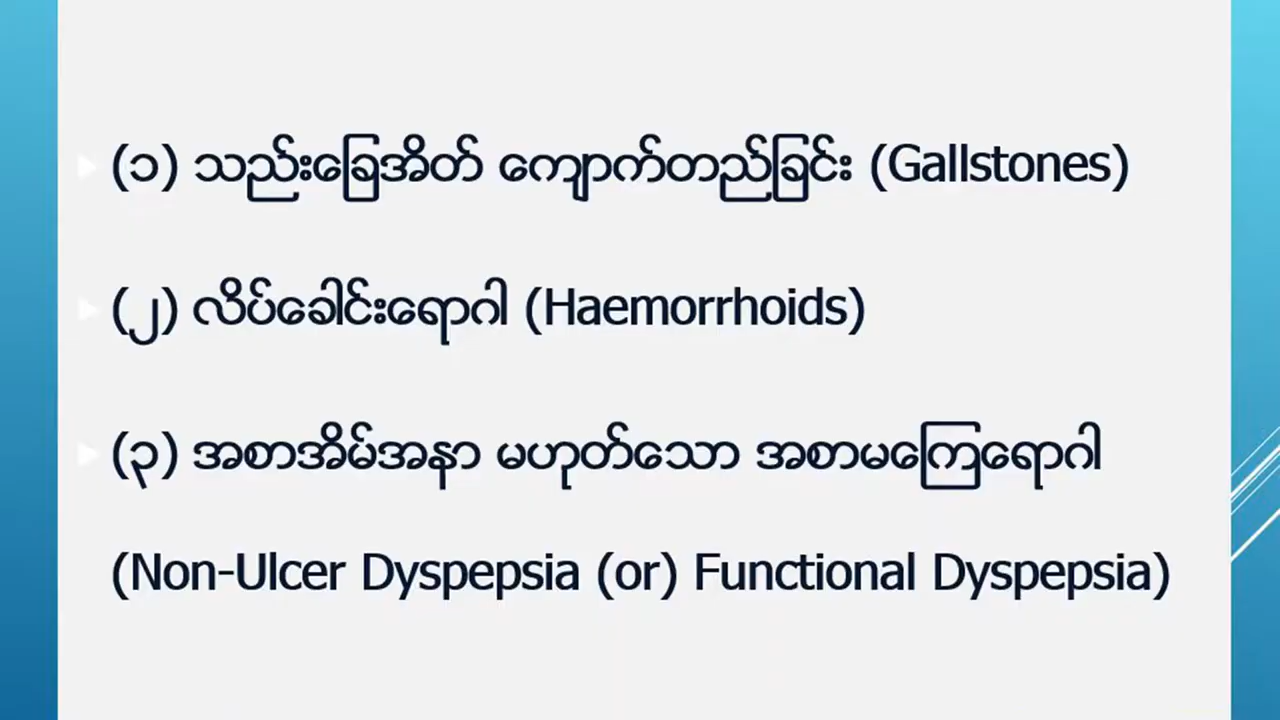 (၁) သည်းခြေအိတ် ကျောက်တည်ခြင်း (Gallstones)
(၂) လိပ်ခေါင်းရောဂါ (Haemorrhoids)
(၃) အစာအိမ်အနာ မဟုတ်သော အစာမကြေရောဂါ
(Non-Ulcer Dyspepsia (or) Functional Dyspepsia)